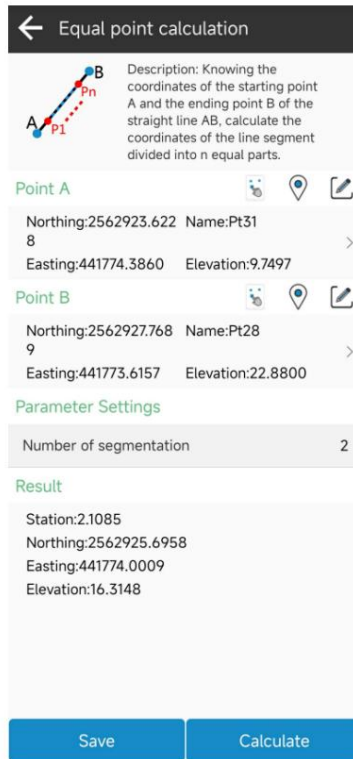 Equal point calculation
A
B
P1
Pn
Description: Knowing the
coordinates of the starting point
A and the ending point B of the
straight line AB, calculate the
coordinates of the line segment
divided into n equal parts.
Point A
Northing:2562923.622
8
Name:Pt31
Easting:441774.3860
Elevation:9.7497
Point B
Northing:2562927.768
9
Name:Pt28
Easting:441773.6157
Elevation:22.8800
Parameter Settings
Number of segmentation
2
Result
Station:2.1085
Northing:2562925.6958
Easting:441774.0009
Elevation:16.3148
Save
Calculate